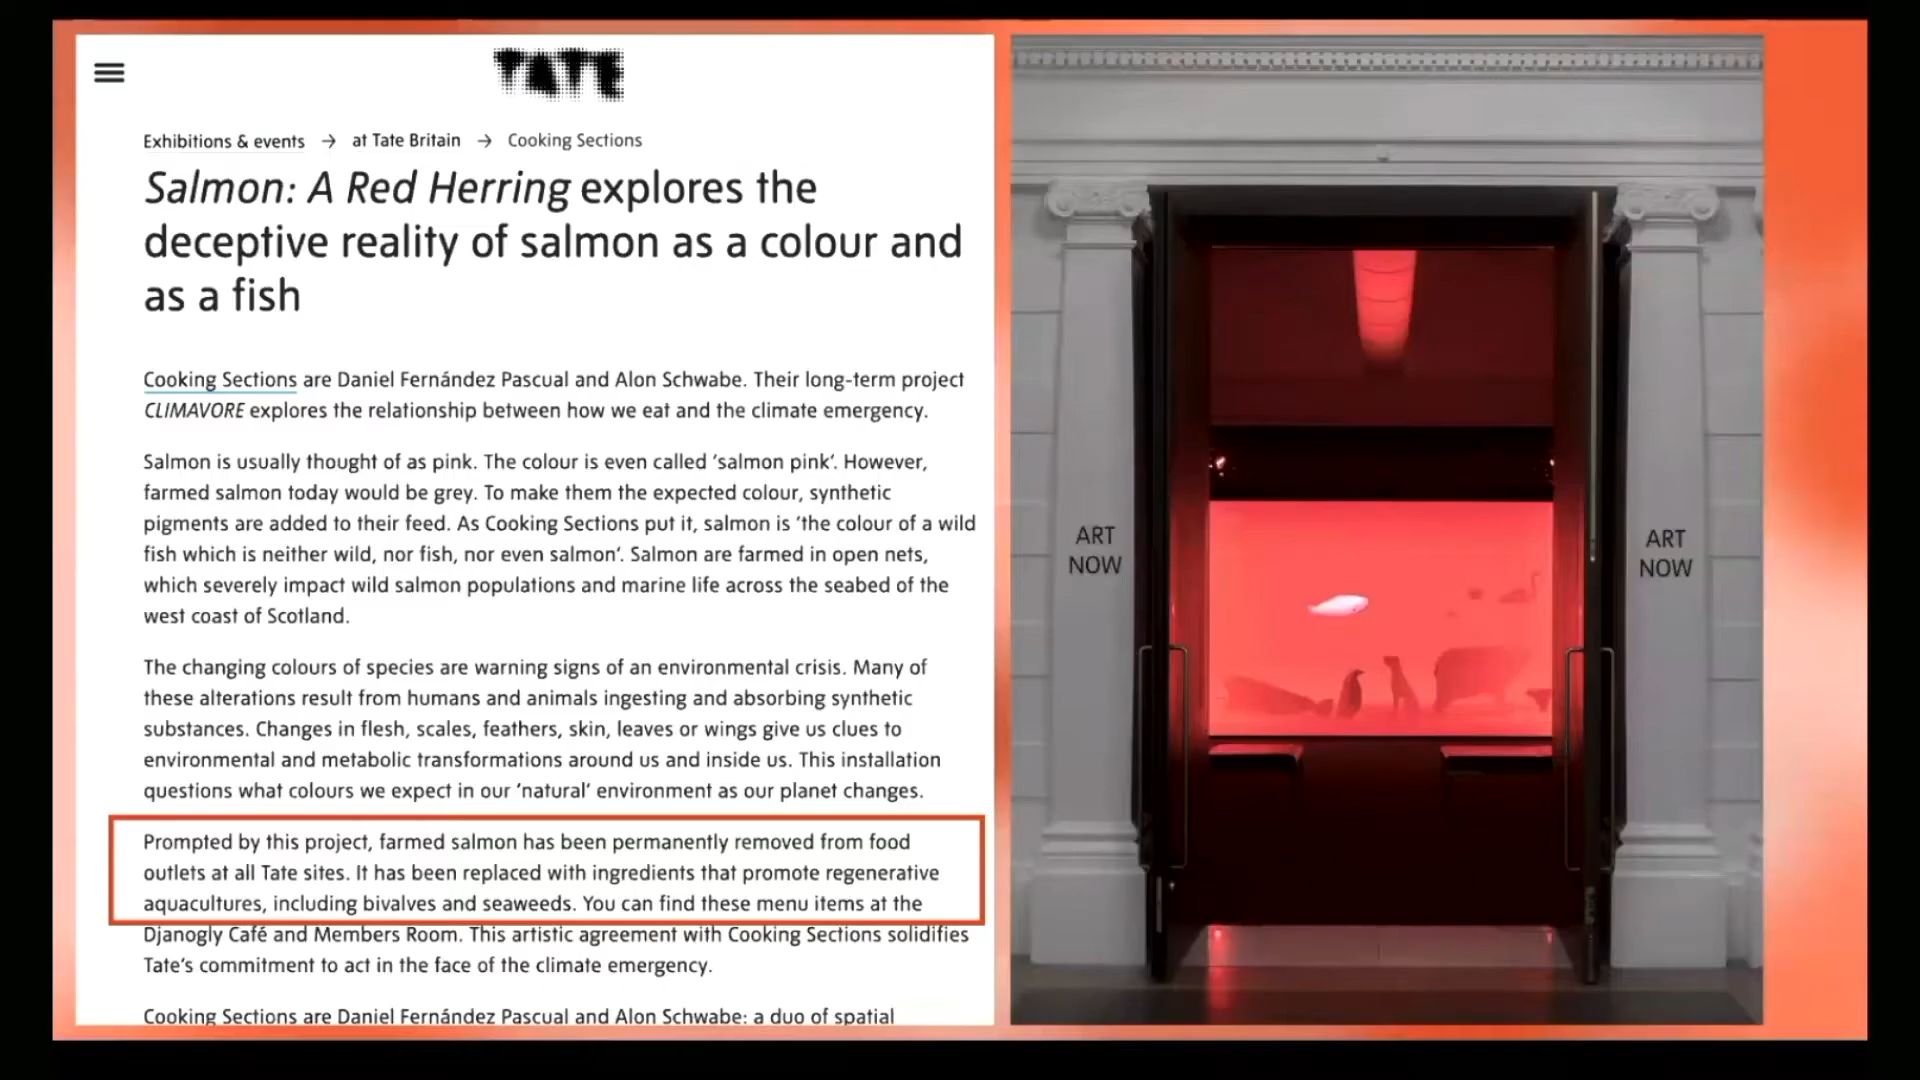 TATE
Exhibitions & events → at Tate Britain → Cooking Sections
Salmon: A Red Herring explores the
deceptive reality of salmon as a colour and
as a fish
Cooking Sections are Daniel Fernández Pascual and Alon Schwabe. Their long-term project
CLIMAVORE explores the relationship between how we eat and the climate emergency.
Salmon is usually thought of as pink. The colour is even called ‘salmon pink’. However,
farmed salmon today would be grey. To make them the expected colour, synthetic
pigments are added to their feed. As Cooking Sections put it, salmon is ‘the colour of a wild
fish which is neither wild, nor fish, nor even salmon’. Salmon are farmed in open nets,
which severely impact wild salmon populations and marine life across the seabed of the
west coast of Scotland.
The changing colours of species are warning signs of an environmental crisis. Many of
these alterations result from humans and animals ingesting and absorbing synthetic
substances. Changes in flesh, scales, feathers, skin, leaves or wings give us clues to
environmental and metabolic transformations around us and inside us. This installation
questions what colours we expect in our ‘natural’ environment as our planet changes.
Prompted by this project, farmed salmon has been permanently removed from food
outlets at all Tate sites. It has been replaced with ingredients that promote regenerative
aquacultures, including bivalves and seaweeds. You can find these menu items at the
Djanogly Café and Members Room. This artistic agreement with Cooking Sections solidifies
Tate’s commitment to act in the face of the climate emergency.
Cooking Sections are Daniel Fernández Pascual and Alon Schwabe: a duo of spatial
ART
NOW
ART
NOW